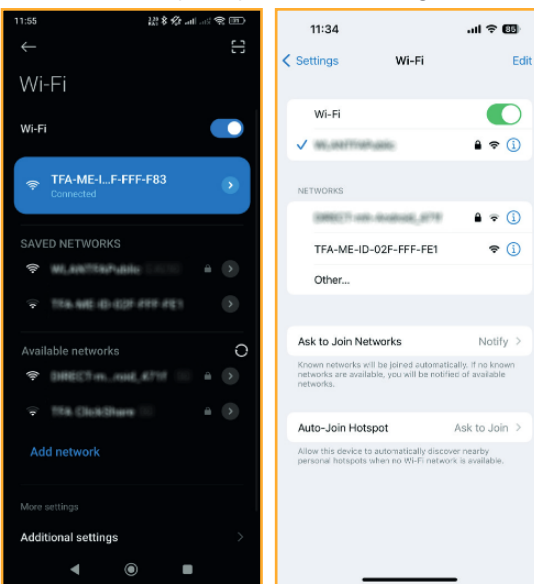 11:55
Wi-Fi
Wi-Fi
TFA-ME-I...F-FFF-F83
Connected
SAVED NETWORKS
Available networks
Add network
More settings
Additional settings
11:34
85
Settings
Wi-Fi
Edit
Wi-Fi
NETWORKS
TFA-ME-ID-02F-FFF-FE1
Other...
Ask to Join Networks
Notify
Known networks will be joined automatically. If no known
networks are available, you will be notified of available
networks.
Auto-Join Hotspot
Ask to Join
Allow this device to automatically discover nearby
personal hotspots when no Wi-Fi network is available.